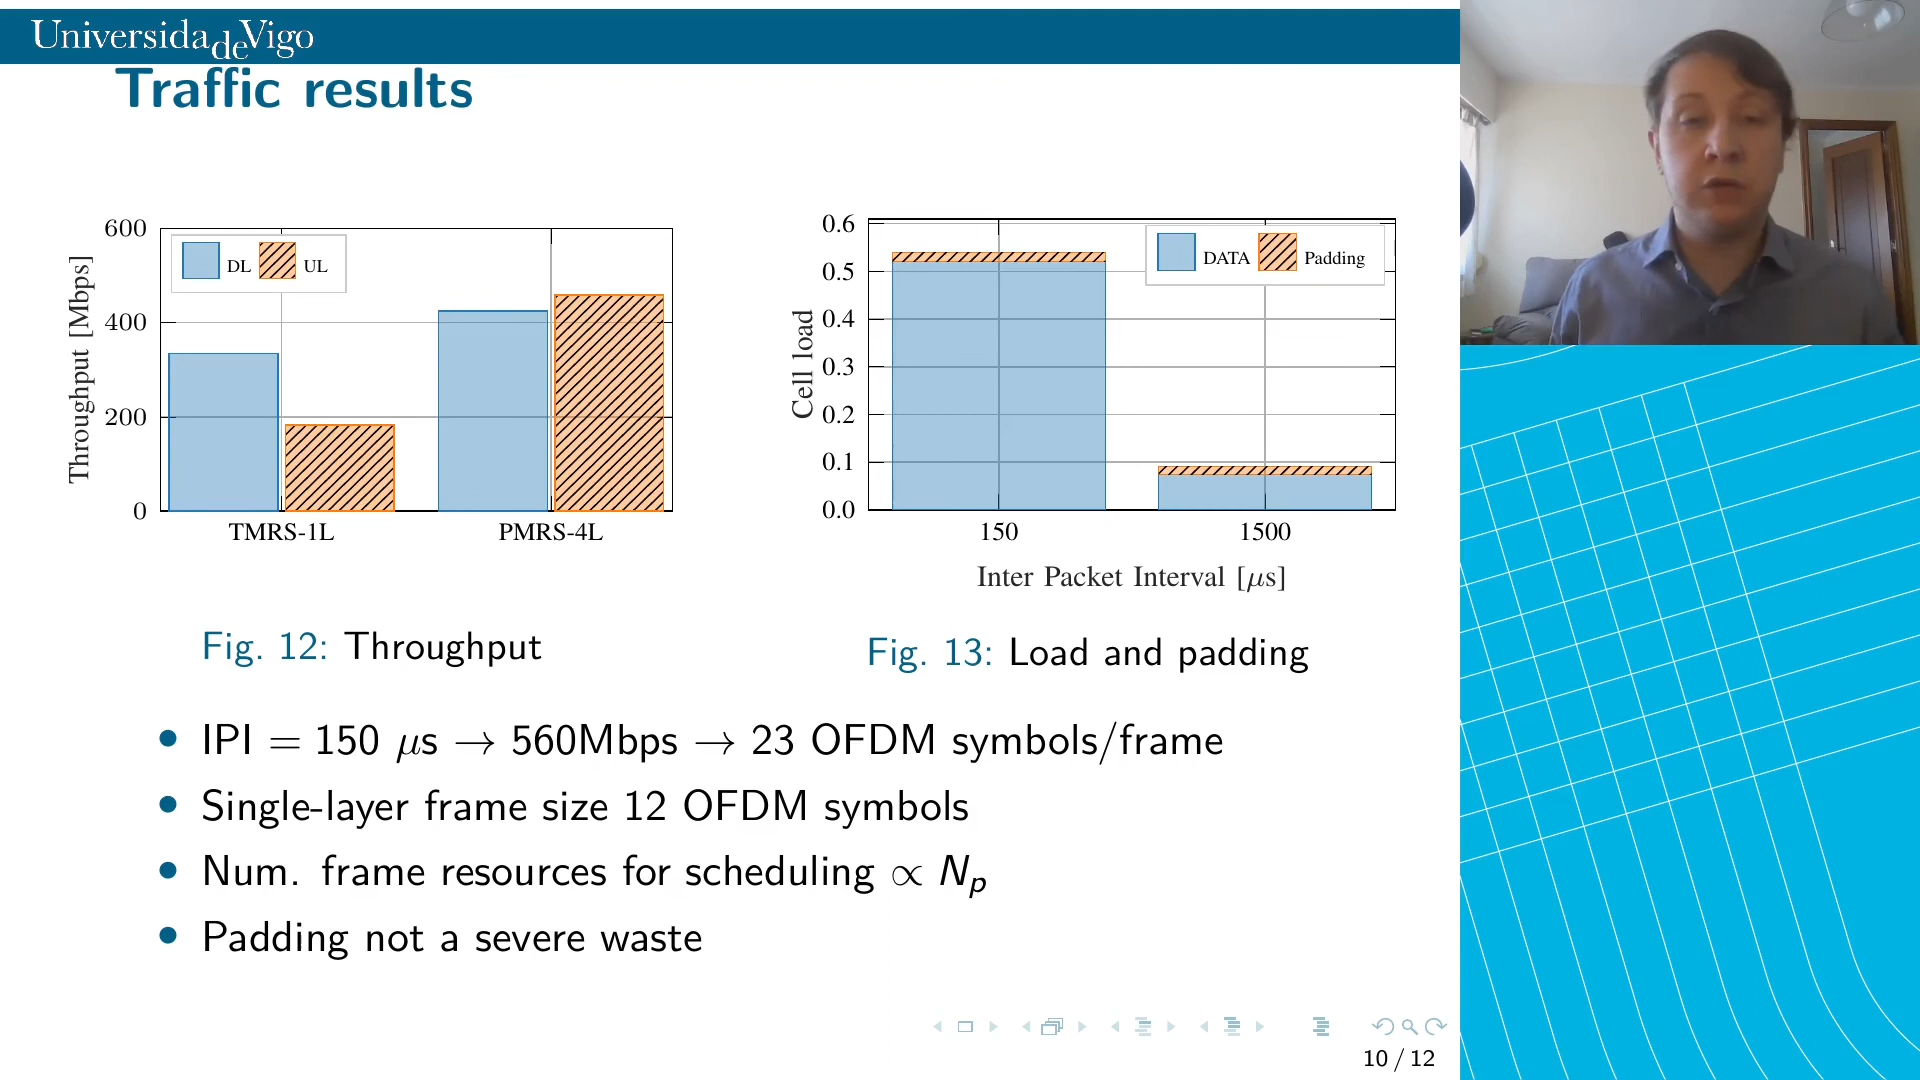 Universidade Vigo
Traffic results
Throughput [Mbps]
600
400
200
0
DL UL
TMRS-1L PMRS-4L
Fig. 12: Throughput
Cell load
0.6
0.5
0.4
0.3
0.2
0.1
0.0
DATA Padding
150 1500
Inter Packet Interval [μs]
Fig. 13: Load and padding
• IPI = 150 μs → 560Mbps → 23 OFDM symbols/frame
• Single-layer frame size 12 OFDM symbols
• Num. frame resources for scheduling ∝ Np
• Padding not a severe waste
10 / 12